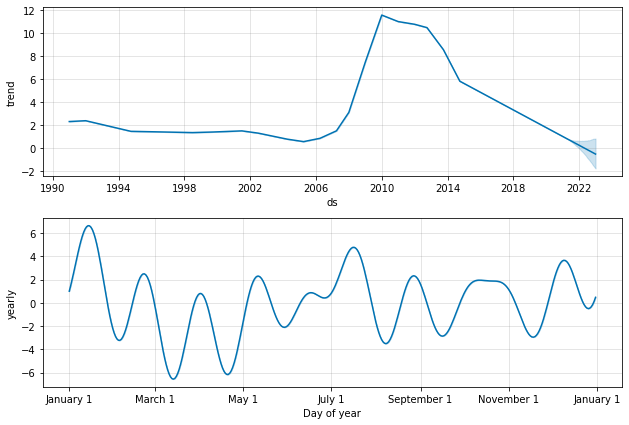 12
10
8
6
4
2
0
−2
trend
1990 1994 1998 2002 2006 2010 2014 2018 2022
ds
6
4
2
0
−2
−4
−6
yearly
January 1 March 1 May 1 July 1 September 1 November 1 January 1
Day of year